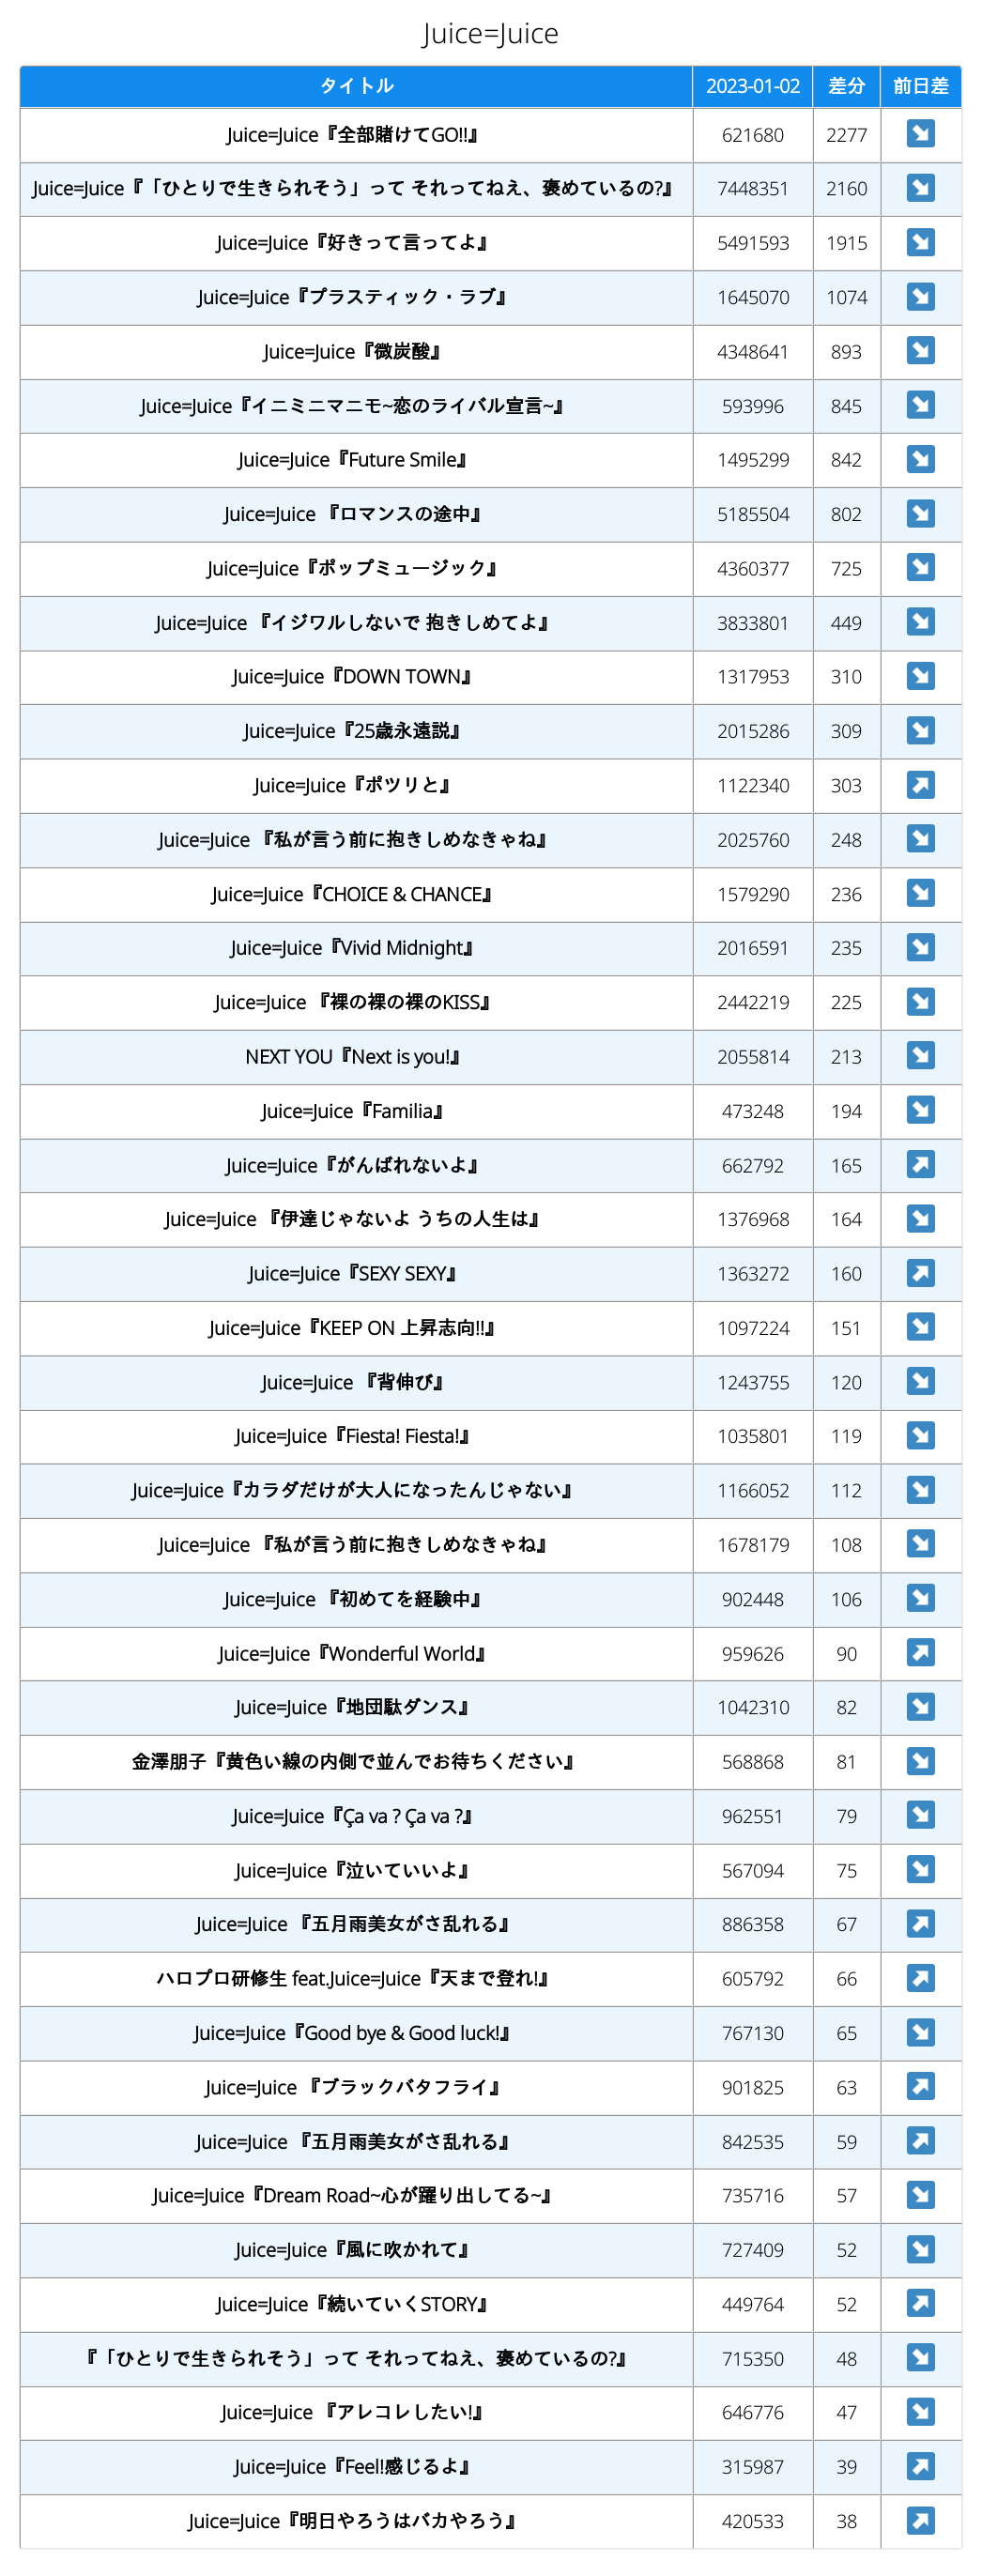 Juice=Juice
タイトル 2023-01-02 差分 前日差
Juice=Juice『全部賭けてGO!!』 621680 2277 ↘
Juice=Juice『「ひとりで生きられそう」って それってねえ、褒めているの?』 7448351 2160 ↘
Juice=Juice『好きって言ってよ』 5491593 1915 ↘
Juice=Juice『プラスティック・ラブ』 1645070 1074 ↘
Juice=Juice『微炭酸』 4348641 893 ↘
Juice=Juice『イニミニマニモ~恋のライバル宣言~』 593996 845 ↘
Juice=Juice『Future Smile』 1495299 842 ↘
Juice=Juice 『ロマンスの途中』 5185504 802 ↘
Juice=Juice『ポップミュージック』 4360377 725 ↘
Juice=Juice 『イジワルしないで 抱きしめてよ』 3833801 449 ↘
Juice=Juice『DOWN TOWN』 1317953 310 ↘
Juice=Juice『25歳永遠説』 2015286 309 ↘
Juice=Juice『ポツリと』 1122340 303 ↗
Juice=Juice 『私が言う前に抱きしめなきゃね』 2025760 248 ↘
Juice=Juice『CHOICE & CHANCE』 1579290 236 ↘
Juice=Juice『Vivid Midnight』 2016591 235 ↘
Juice=Juice 『裸の裸の裸のKISS』 2442219 225 ↘
NEXT YOU『Next is you!』 2055814 213 ↘
Juice=Juice『Familia』 473248 194 ↘
Juice=Juice『がんばれないよ』 662792 165 ↗
Juice=Juice 『伊達じゃないよ うちの人生は』 1376968 164 ↘
Juice=Juice『SEXY SEXY』 1363272 160 ↗
Juice=Juice『KEEP ON 上昇志向!!』 1097224 151 ↘
Juice=Juice 『背伸び』 1243755 120 ↘
Juice=Juice『Fiesta! Fiesta!』 1035801 119 ↘
Juice=Juice『カラダだけが大人になったんじゃない』 1166052 112 ↘
Juice=Juice 『私が言う前に抱きしめなきゃね』 1678179 108 ↘
Juice=Juice 『初めてを経験中』 902448 106 ↘
Juice=Juice『Wonderful World』 959626 90 ↗
Juice=Juice『地団駄ダンス』 1042310 82 ↘
金澤朋子『黄色い線の内側で並んでお待ちください』 568868 81 ↘
Juice=Juice『Ça va ? Ça va ?』 962551 79 ↘
Juice=Juice『泣いていいよ』 567094 75 ↘
Juice=Juice 『五月雨美女がさ乱れる』 886358 67 ↗
ハロプロ研修生 feat.Juice=Juice『天まで登れ!』 605792 66 ↗
Juice=Juice『Good bye & Good luck!』 767130 65 ↘
Juice=Juice 『ブラックバタフライ』 901825 63 ↗
Juice=Juice 『五月雨美女がさ乱れる』 842535 59 ↗
Juice=Juice『Dream Road~心が躍り出してる~』 735716 57 ↘
Juice=Juice『風に吹かれて』 727409 52 ↘
Juice=Juice『続いていくSTORY』 449764 52 ↗
『「ひとりで生きられそう」って それってねえ、褒めているの?』 715350 48 ↘
Juice=Juice 『アレコレしたい!』 646776 47 ↘
Juice=Juice『Feel!感じるよ』 315987 39 ↗
Juice=Juice『明日やろうはバカやろう』 420533 38 ↗